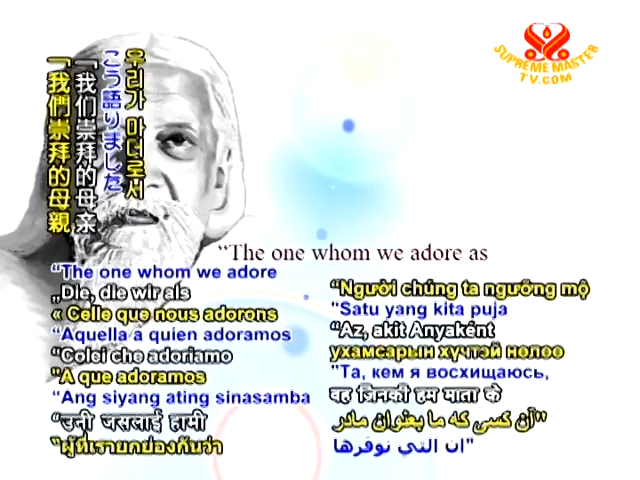 SUPREME MASTER
TV.COM
우리가 마더로서
こう語りました
「我们崇拜的母亲
「我們崇拜的母親
“The one whom we adore as
“The one whom we adore
„Die, die wir als
« Celle que nous adorons
“Aquella a quien adoramos
“Colei che adoriamo
"A que adoramos
“Ang siyang ating sinasamba
“उनी जसलाई हामी
“ผู้ที่เรายกย่องกันว่า
“Người chúng ta ngưỡng mộ
"Satu yang kita puja
“Az, akit Anyaként
ухамсарын хүчтэй нөлөө
"Та, кем я восхищаюсь,
वह जिनकी हम माता के
آن کسی که ما بعنوان مادر”
ان التي نوقرها"